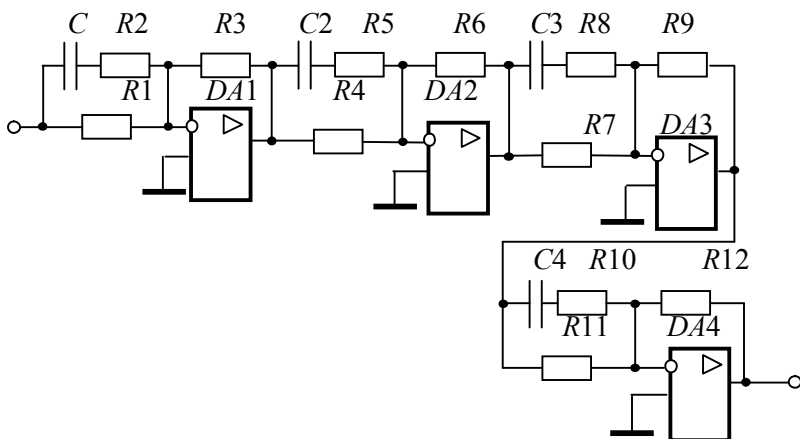 C R2 R3 C2 R5 R6 C3 R8 R9
R1 DA1 R4 DA2
R7 DA3
C4 R10 R12
R11 DA4